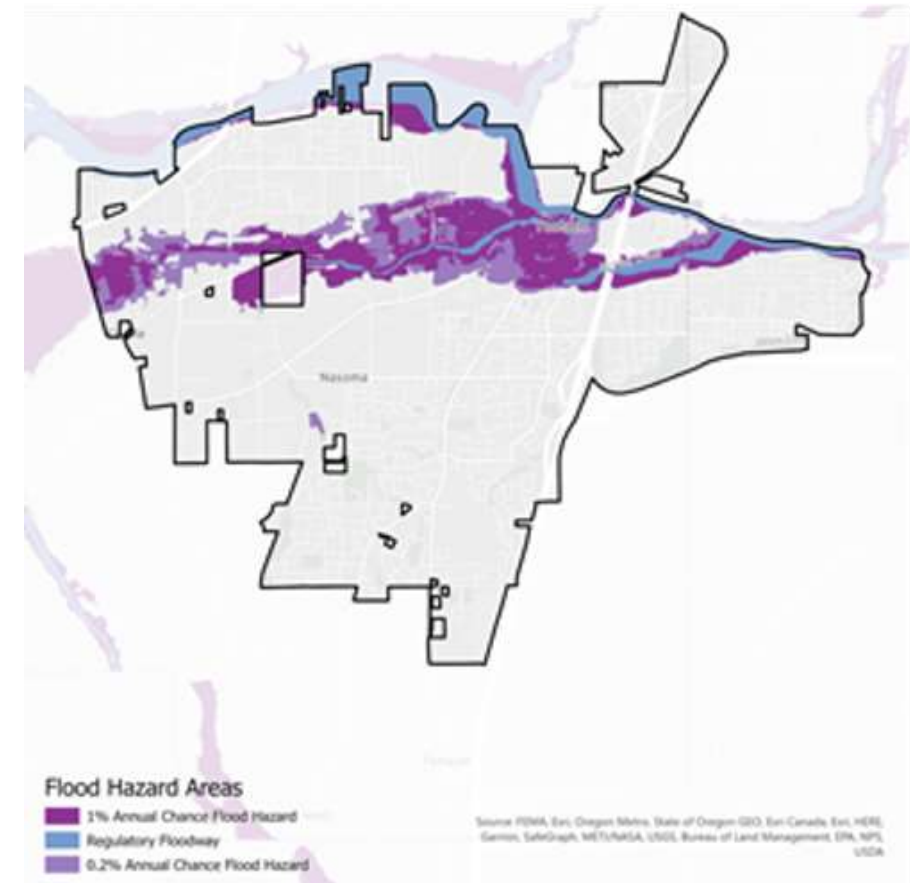 Nasoma
Flood Hazard Areas
1% Annual Chance Flood Hazard
Regulatory Floodway
0.2% Annual Chance Flood Hazard
Source: FEMA, Esri; Oregon Metro, State of Oregon GEO, Esri Canada, Esri, HERE,
Garmin, SafeGraph, METI/NASA, USGS, Bureau of Land Management, EPA, NPS,
USDA